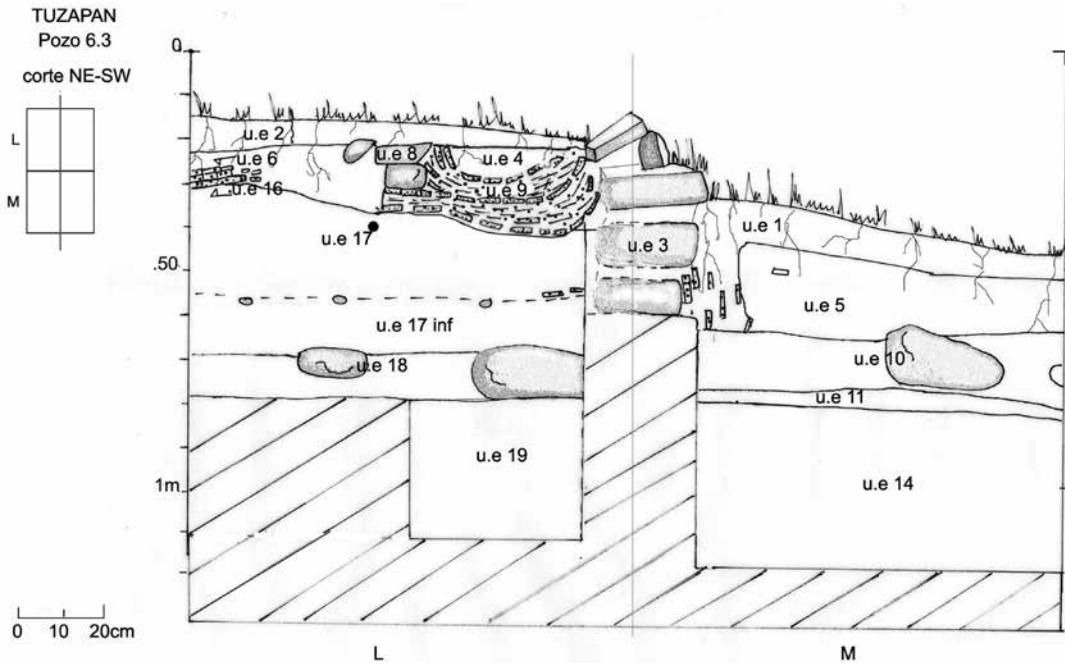 TUZAPAN
Pozo 6.3
corte NE-SW
L
M
0
.50
1m
u.e 2
u.e 6
u.e 16
u.e 8
u.e 4
u.e 9
u.e 17
u.e 3
u.e 1
u.e 5
u.e 17 inf
u.e 18
u.e 10
u.e 11
u.e 19
u.e 14
0 10 20cm
L M